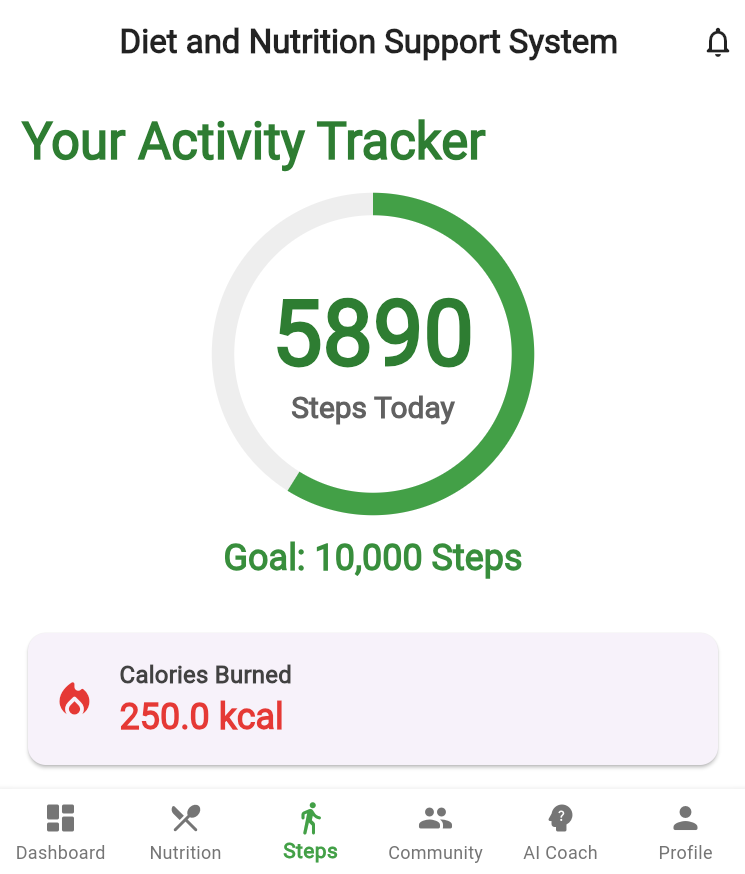 Diet and Nutrition Support System
Your Activity Tracker
5890
Steps Today
Goal: 10,000 Steps
Calories Burned
250.0 kcal
?
Dashboard
Nutrition
Steps
Community
AI Coach
Profile